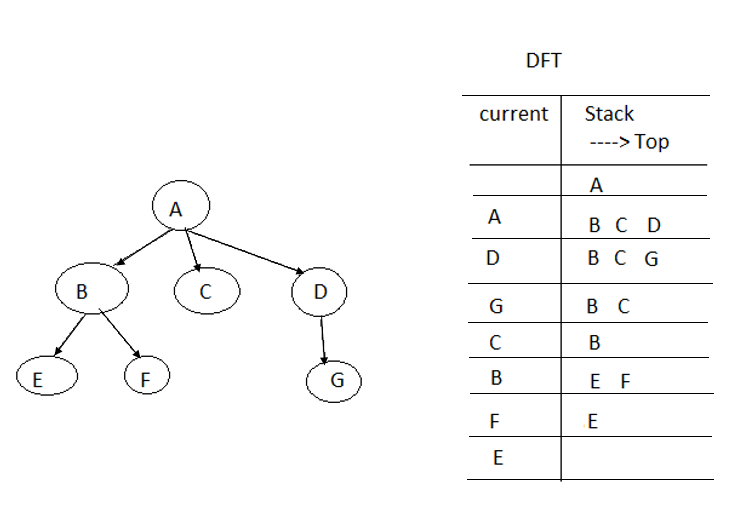 DFT
current Stack
----> Top
A
A B C D
D B C G
G B C
C B
B E F
F E
E
A
B C D
E F G